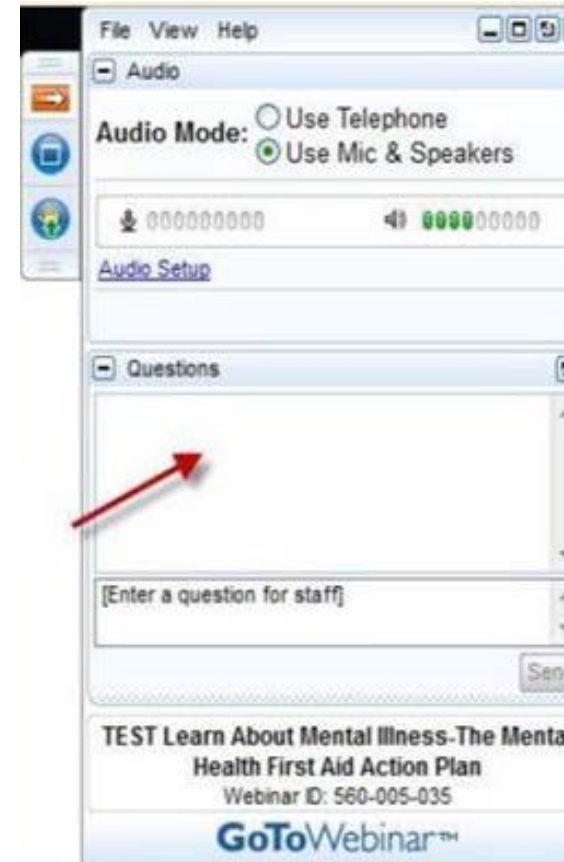 File View Help
Audio
Audio Mode: Use Telephone
Use Mic & Speakers
Audio Setup
Questions
[Enter a question for staff]
Sen
TEST Learn About Mental Illness-The Menta
Health First Aid Action Plan
Webinar ID: 560-005-035
GoToWebinar™